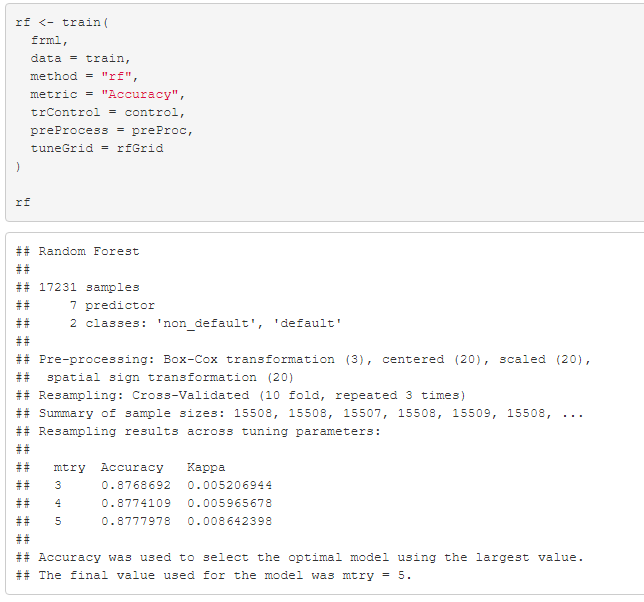 rf <- train(
  frml,
  data = train,
  method = "rf",
  metric = "Accuracy",
  trControl = control,
  preProcess = preProc,
  tuneGrid = rfGrid
)
rf
## Random Forest
##
## 17231 samples
##     7 predictor
##     2 classes: 'non_default', 'default'
##
## Pre-processing: Box-Cox transformation (3), centered (20), scaled (20),
##  spatial sign transformation (20)
## Resampling: Cross-Validated (10 fold, repeated 3 times)
## Summary of sample sizes: 15508, 15508, 15507, 15508, 15509, 15508, ...
## Resampling results across tuning parameters:
##
##   mtry  Accuracy   Kappa
##   3     0.8768692  0.005206944
##   4     0.8774109  0.005965678
##   5     0.8777978  0.008642398
##
## Accuracy was used to select the optimal model using the largest value.
## The final value used for the model was mtry = 5.